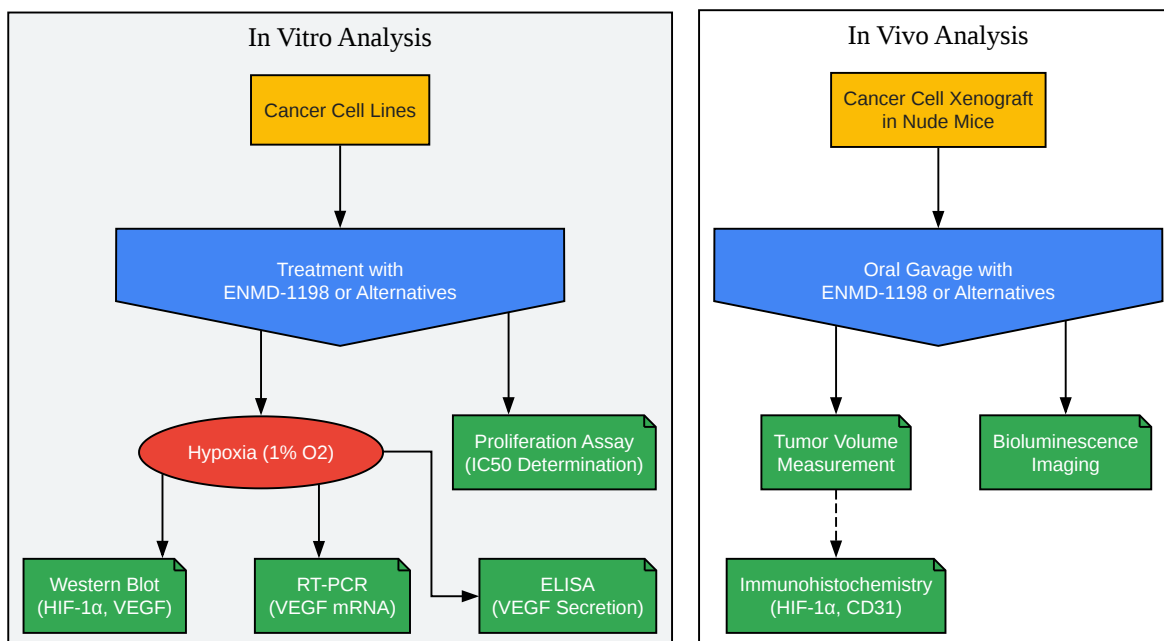 In Vitro Analysis
Cancer Cell Lines
Treatment with
ENMD-1198 or Alternatives
Hypoxia (1% O2)
Proliferation Assay
(IC50 Determination)
Western Blot
(HIF-1α, VEGF)
RT-PCR
(VEGF mRNA)
ELISA
(VEGF Secretion)
In Vivo Analysis
Cancer Cell Xenograft
in Nude Mice
Oral Gavage with
ENMD-1198 or Alternatives
Tumor Volume
Measurement
Bioluminescence
Imaging
Immunohistochemistry
(HIF-1α, CD31)